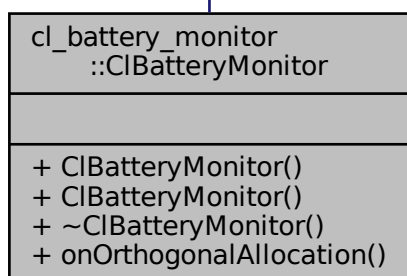 cl_battery_monitor
::ClBatteryMonitor
+ ClBatteryMonitor()
+ ClBatteryMonitor()
+ ~ClBatteryMonitor()
+ onOrthogonalAllocation()